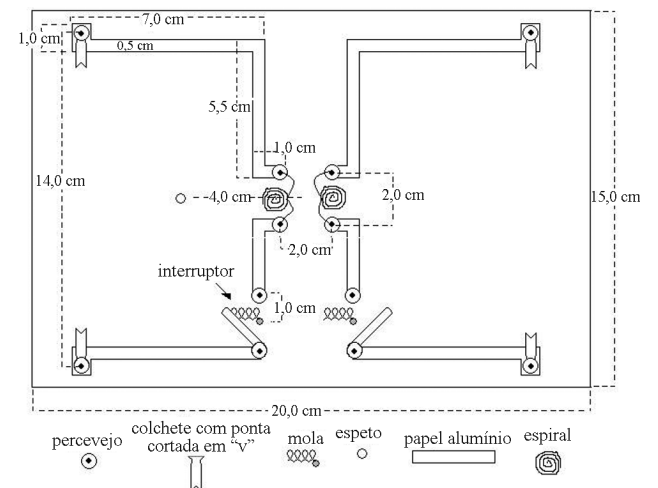 7,0 cm
1,0 cm
0,5 cm
5,5 cm
1,0 cm
14,0 cm
4,0 cm
2,0 cm
15,0 cm
2,0 cm
interruptor
1,0 cm
20,0 cm
percevejo
colchete com ponta
cortada em “v”
mola
espeto
papel alumínio
espiral